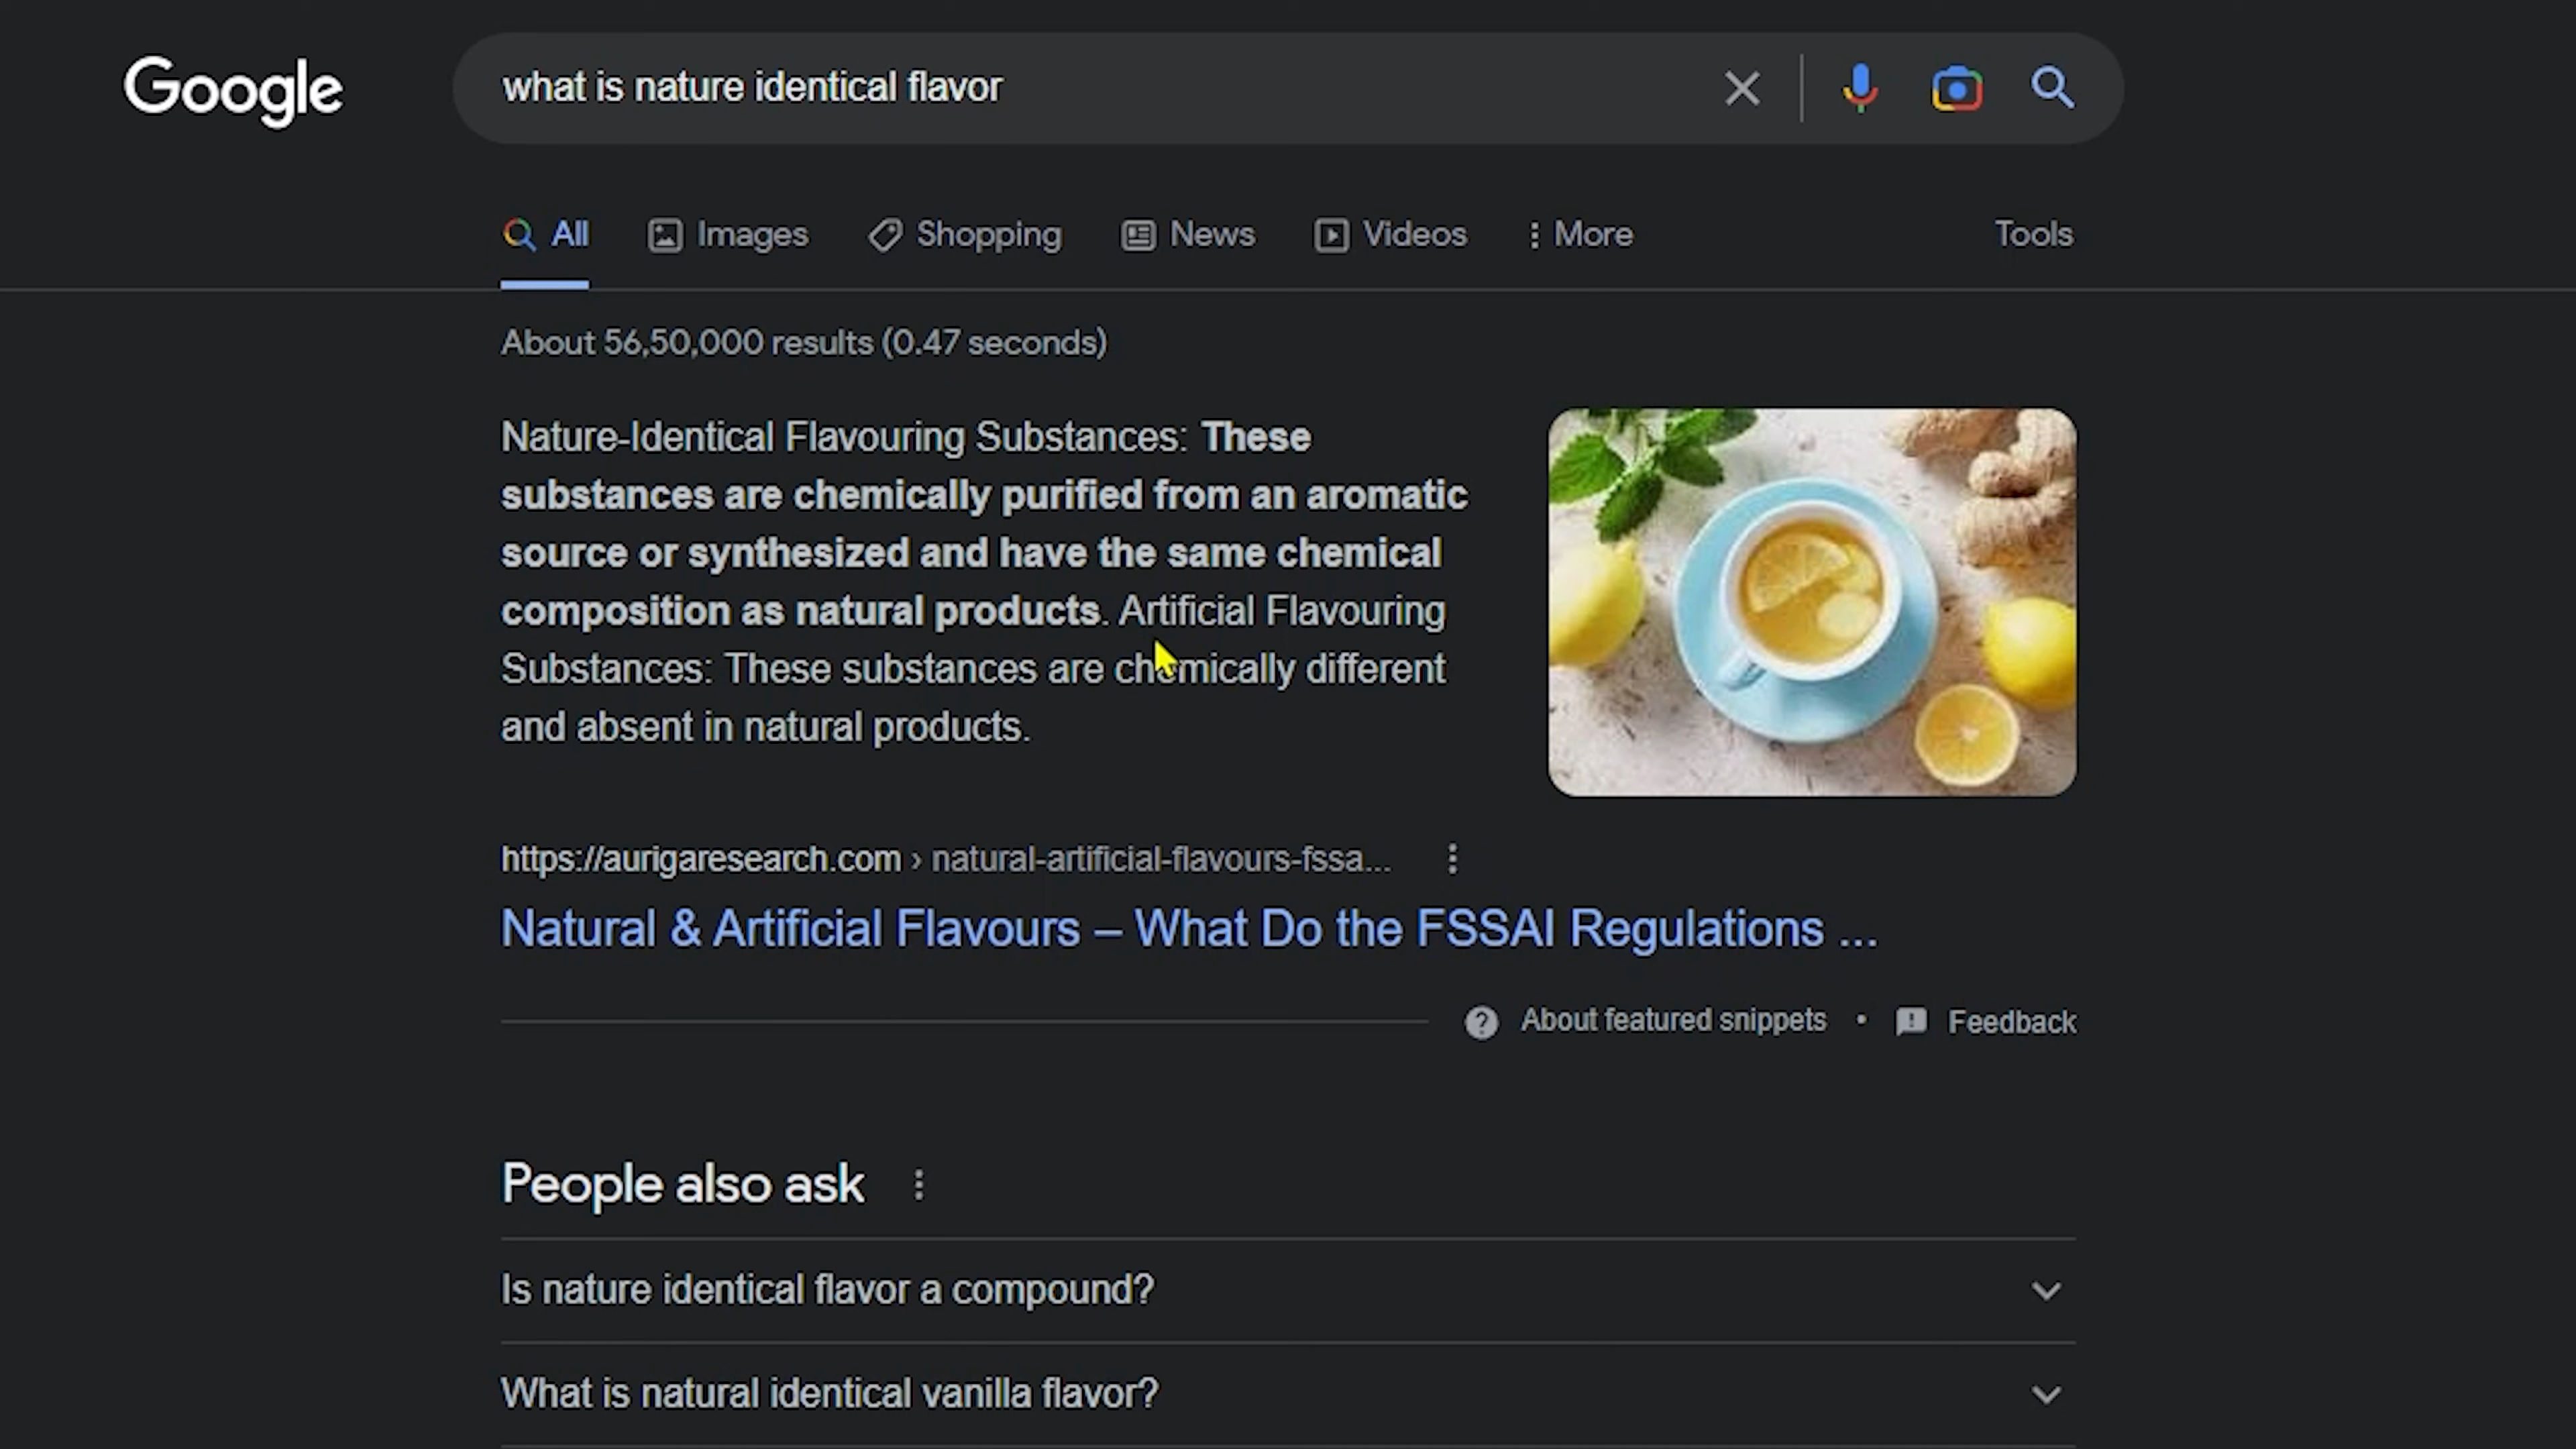 Google
what is nature identical flavor
All Images Shopping News Videos More Tools
About 56,50,000 results (0.47 seconds)
Nature-Identical Flavouring Substances: These
substances are chemically purified from an aromatic
source or synthesized and have the same chemical
composition as natural products. Artificial Flavouring
Substances: These substances are chemically different
and absent in natural products.
https://aurigaresearch.com › natural-artificial-flavours-fssa...
Natural & Artificial Flavours – What Do the FSSAI Regulations ...
About featured snippets • Feedback
People also ask
Is nature identical flavor a compound?
What is natural identical vanilla flavor?